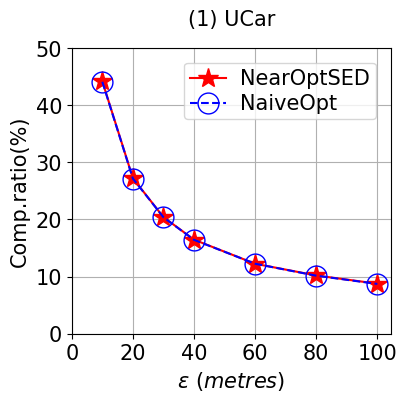 (1) UCar
NearOptSED
NaiveOpt
Comp.ratio(%)
50
40
30
20
10
0
0 20 40 60 80 100
ε (metres)